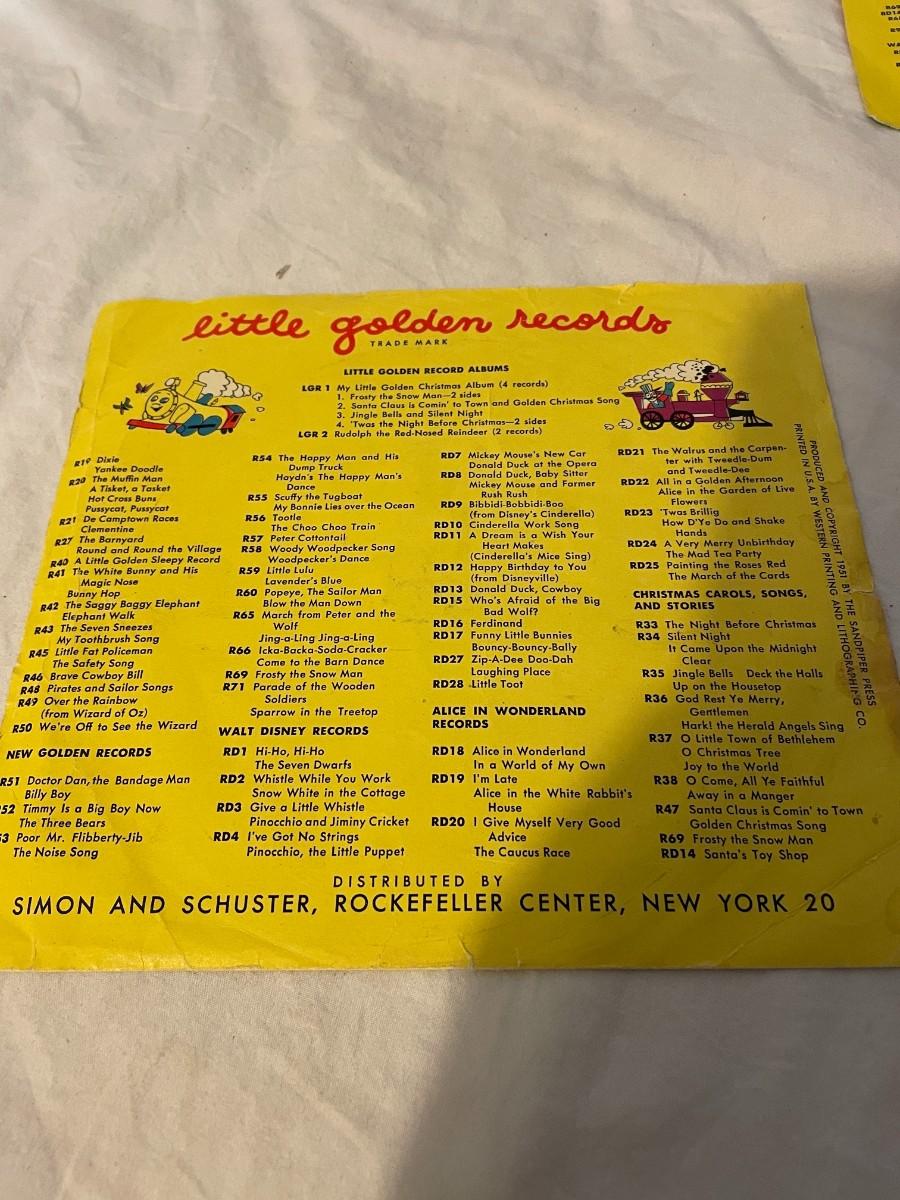 little golden records
TRADE MARK
LITTLE GOLDEN RECORD ALBUMS
LGR 1 My Little Golden Christmas Album (4 records)
1. Frosty the Snow Man—2 sides
2. Santa Claus is Comin' to Town and Golden Christmas Song
3. Jingle Bells and Silent Night
4. 'Twas the Night Before Christmas—2 sides
LGR 2 Rudolph the Red-Nosed Reindeer (2 records)
R19 Dixie
Yankee Doodle
R20 The Muffin Man
A Tisket, a Tasket
Hot Cross Buns
Pussycat, Pussycat
R21 De Camptown Races
Clementine
R27 The Barnyard
Round and Round the Village
R40 A Little Golden Sleepy Record
R41 The White Bunny and His
Magic Nose
Bunny Hop
R42 The Saggy Baggy Elephant
Elephant Walk
R43 The Seven Sneezes
My Toothbrush Song
R45 Little Fat Policeman
The Safety Song
R46 Brave Cowboy Bill
R48 Pirates and Sailor Songs
R49 Over the Rainbow
(from Wizard of Oz)
R50 We're Off to See the Wizard
NEW GOLDEN RECORDS
R51 Doctor Dan, the Bandage Man
Billy Boy
52 Timmy Is a Big Boy Now
The Three Bears
3 Poor Mr. Flibberty-Jib
The Noise Song
R54 The Happy Man and His
Dump Truck
Haydn's The Happy Man's
Dance
R55 Scuffy the Tugboat
My Bonnie Lies over the Ocean
R56 Tootle
The Choo Choo Train
R57 Peter Cottontail
R58 Woody Woodpecker Song
Woodpecker's Dance
R59 Little Lulu
Lavender's Blue
R60 Popeye, The Sailor Man
Blow the Man Down
R65 March from Peter and the
Wolf
Jing-a-Ling Jing-a-Ling
R66 Icka-Backa-Soda-Cracker
Come to the Barn Dance
R69 Frosty the Snow Man
R71 Parade of the Wooden
Soldiers
Sparrow in the Treetop
WALT DISNEY RECORDS
RD1 Hi-Ho, Hi-Ho
The Seven Dwarfs
RD2 Whistle While You Work
Snow White in the Cottage
RD3 Give a Little Whistle
Pinocchio and Jiminy Cricket
RD4 I've Got No Strings
Pinocchio, the Little Puppet
RD7 Mickey Mouse's New Car
Donald Duck at the Opera
RD8 Donald Duck, Baby Sitter
Mickey Mouse and Farmer
Rush Rush
RD9 Bibbidi-Bobbidi-Boo
(from Disney's Cinderella)
RD10 Cinderella Work Song
RD11 A Dream is a Wish Your
Heart Makes
(Cinderella's Mice Sing)
RD12 Happy Birthday to You
(from Disneyville)
RD13 Donald Duck, Cowboy
RD15 Who's Afraid of the Big
Bad Wolf?
RD16 Ferdinand
RD17 Funny Little Bunnies
Bouncy-Bouncy-Bally
RD27 Zip-A-Dee Doo-Dah
Laughing Place
RD28 Little Toot
ALICE IN WONDERLAND
RECORDS
RD18 Alice in Wonderland
In a World of My Own
RD19 I'm Late
Alice in the White Rabbit's
House
RD20 I Give Myself Very Good
Advice
The Caucus Race
RD21 The Walrus and the Carpen-
ter with Tweedle-Dum
and Tweedle-Dee
RD22 All in a Golden Afternoon
Alice in the Garden of Live
Flowers
RD23 'Twas Brillig
How D'Ye Do and Shake
Hands
RD24 A Very Merry Unbirthday
The Mad Tea Party
RD25 Painting the Roses Red
The March of the Cards
CHRISTMAS CAROLS, SONGS,
AND STORIES
R33 The Night Before Christmas
R34 Silent Night
It Came Upon the Midnight
Clear
R35 Jingle Bells Deck the Halls
Up on the Housetop
R36 God Rest Ye Merry,
Gentlemen
Hark! the Herald Angels Sing
R37 O Little Town of Bethlehem
O Christmas Tree
Joy to the World
R38 O Come, All Ye Faithful
Away in a Manger
R47 Santa Claus is Comin' to Town
Golden Christmas Song
R69 Frosty the Snow Man
RD14 Santa's Toy Shop
PRODUCED AND COPYRIGHT 1951 BY THE SANDPIPER PRESS
PRINTED IN U.S.A. BY WESTERN PRINTING AND LITHOGRAPHING CO.
DISTRIBUTED BY
SIMON AND SCHUSTER, ROCKEFELLER CENTER, NEW YORK 20